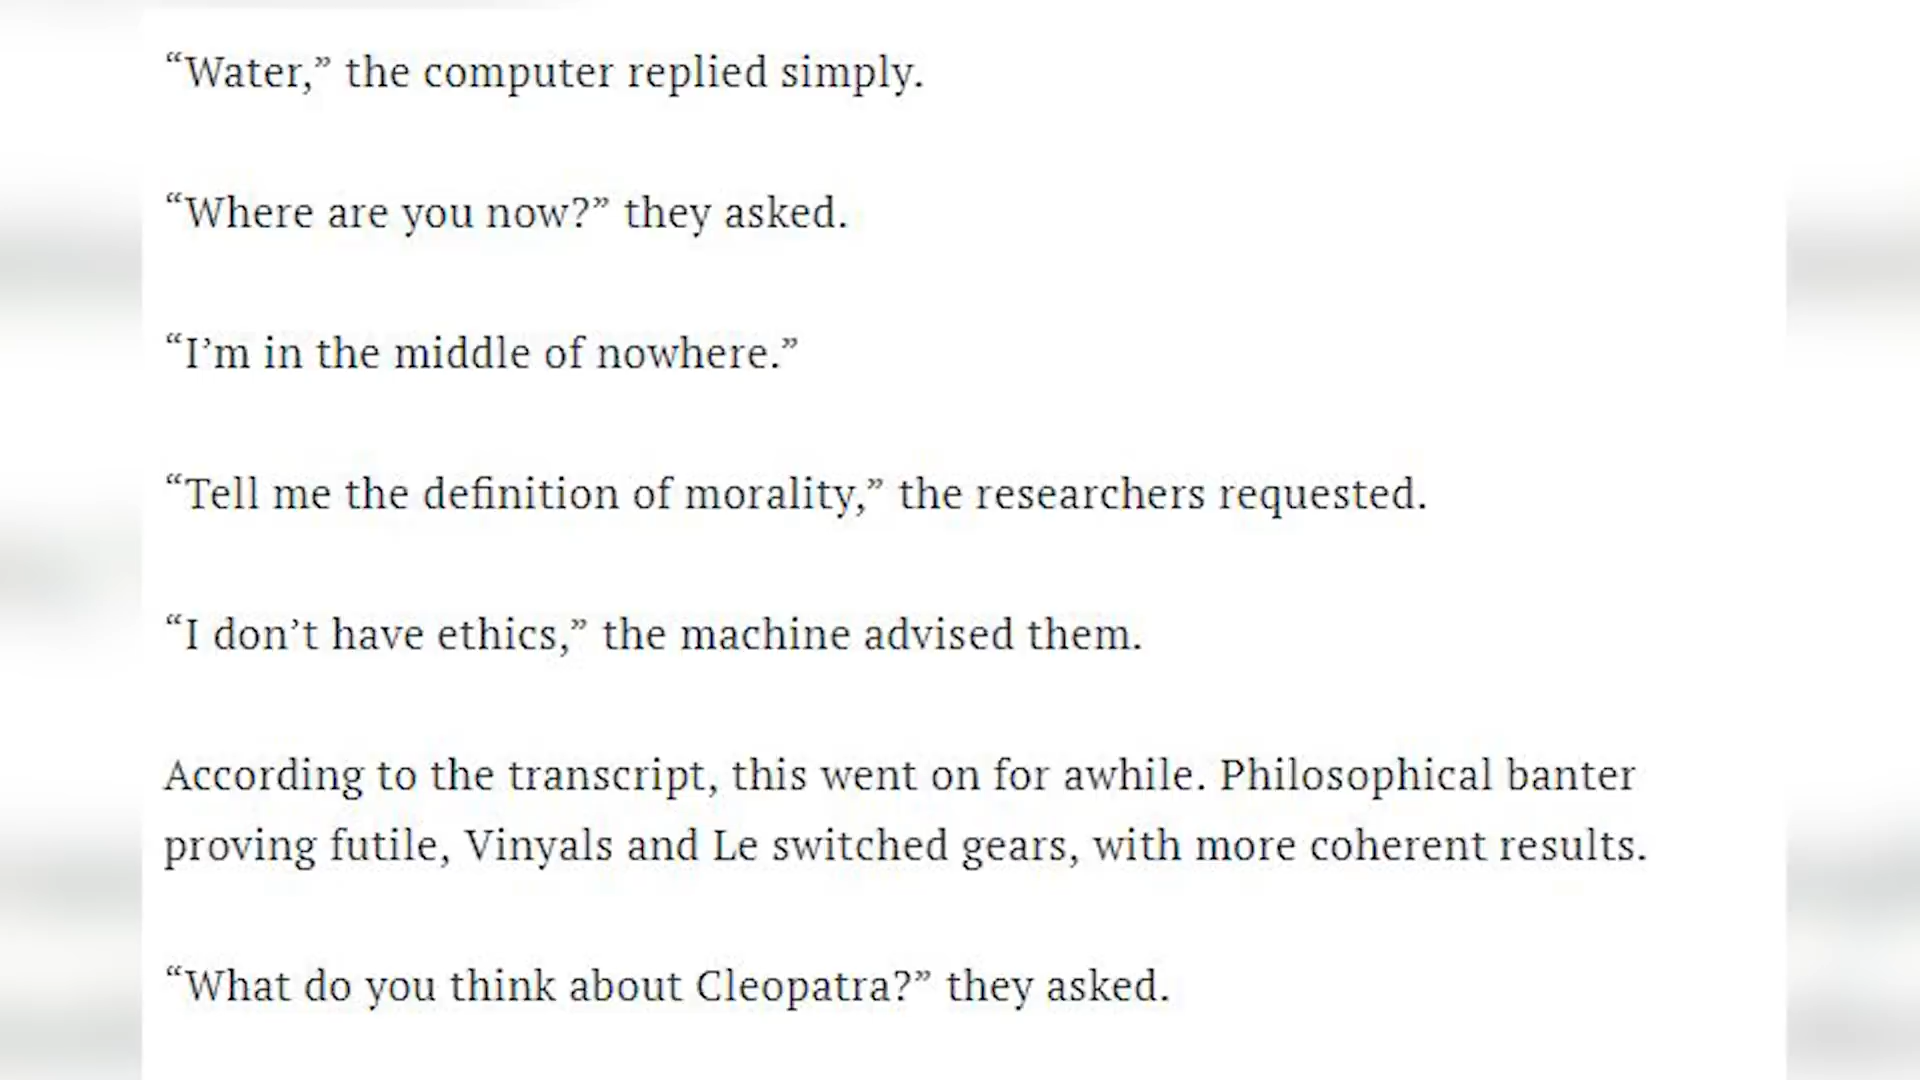 “Water,” the computer replied simply.
“Where are you now?” they asked.
“I’m in the middle of nowhere.”
“Tell me the definition of morality,” the researchers requested.
“I don’t have ethics,” the machine advised them.
According to the transcript, this went on for awhile. Philosophical banter
proving futile, Vinyals and Le switched gears, with more coherent results.
“What do you think about Cleopatra?” they asked.